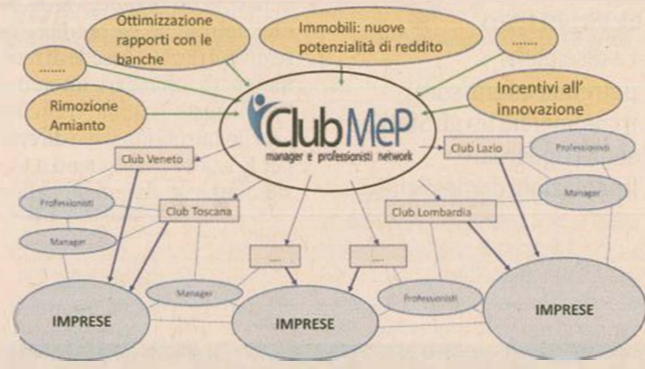 Ottimizzazione
rapporti con le
banche
Immobili: nuove
potenzialità di reddito
.......
.......
Rimozione
Amianto
Incentivi all'
innovazione
ClubMeP
manager e professionisti network
Club Veneto
Club Lazio
Professionisti
Manager
Professionisti
Club Toscana
Club Lombardia
Manager
....
....
Manager
Professionisti
IMPRESE
IMPRESE
IMPRESE